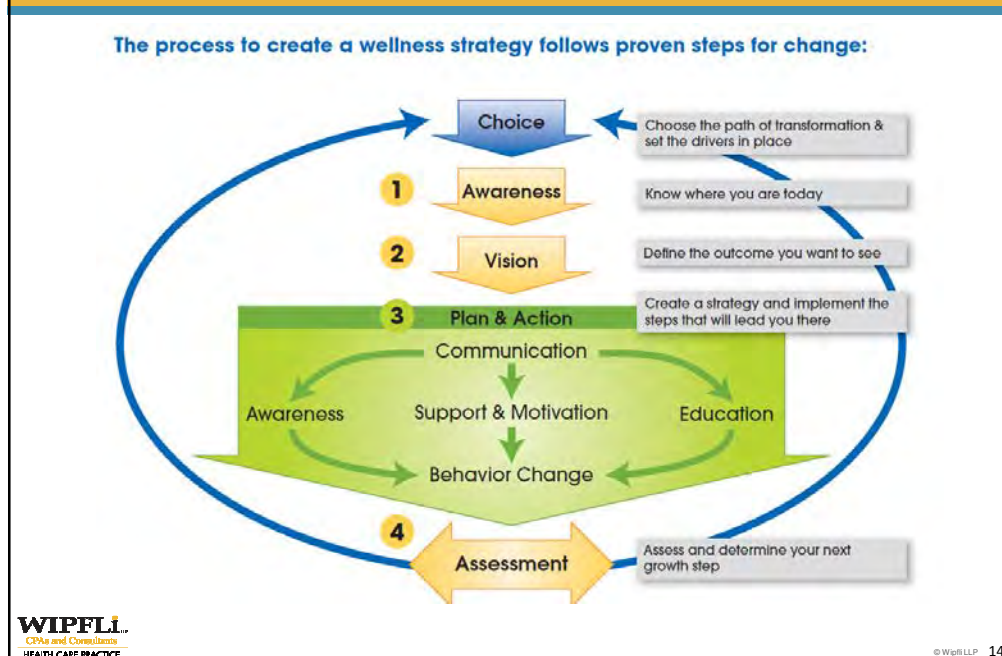 The process to create a wellness strategy follows proven steps for change:
Choice
Choose the path of transformation &
set the drivers in place
1
Awareness
Know where you are today
2
Vision
Define the outcome you want to see
3
Plan & Action
Create a strategy and implement the
steps that will lead you there
Communication
Awareness
Support & Motivation
Education
Behavior Change
4
Assessment
Assess and determine your next
growth step
WIPFLi
CPAs and Consultants
HEALTH CARE PRACTICE
© Wipfli LLP 14